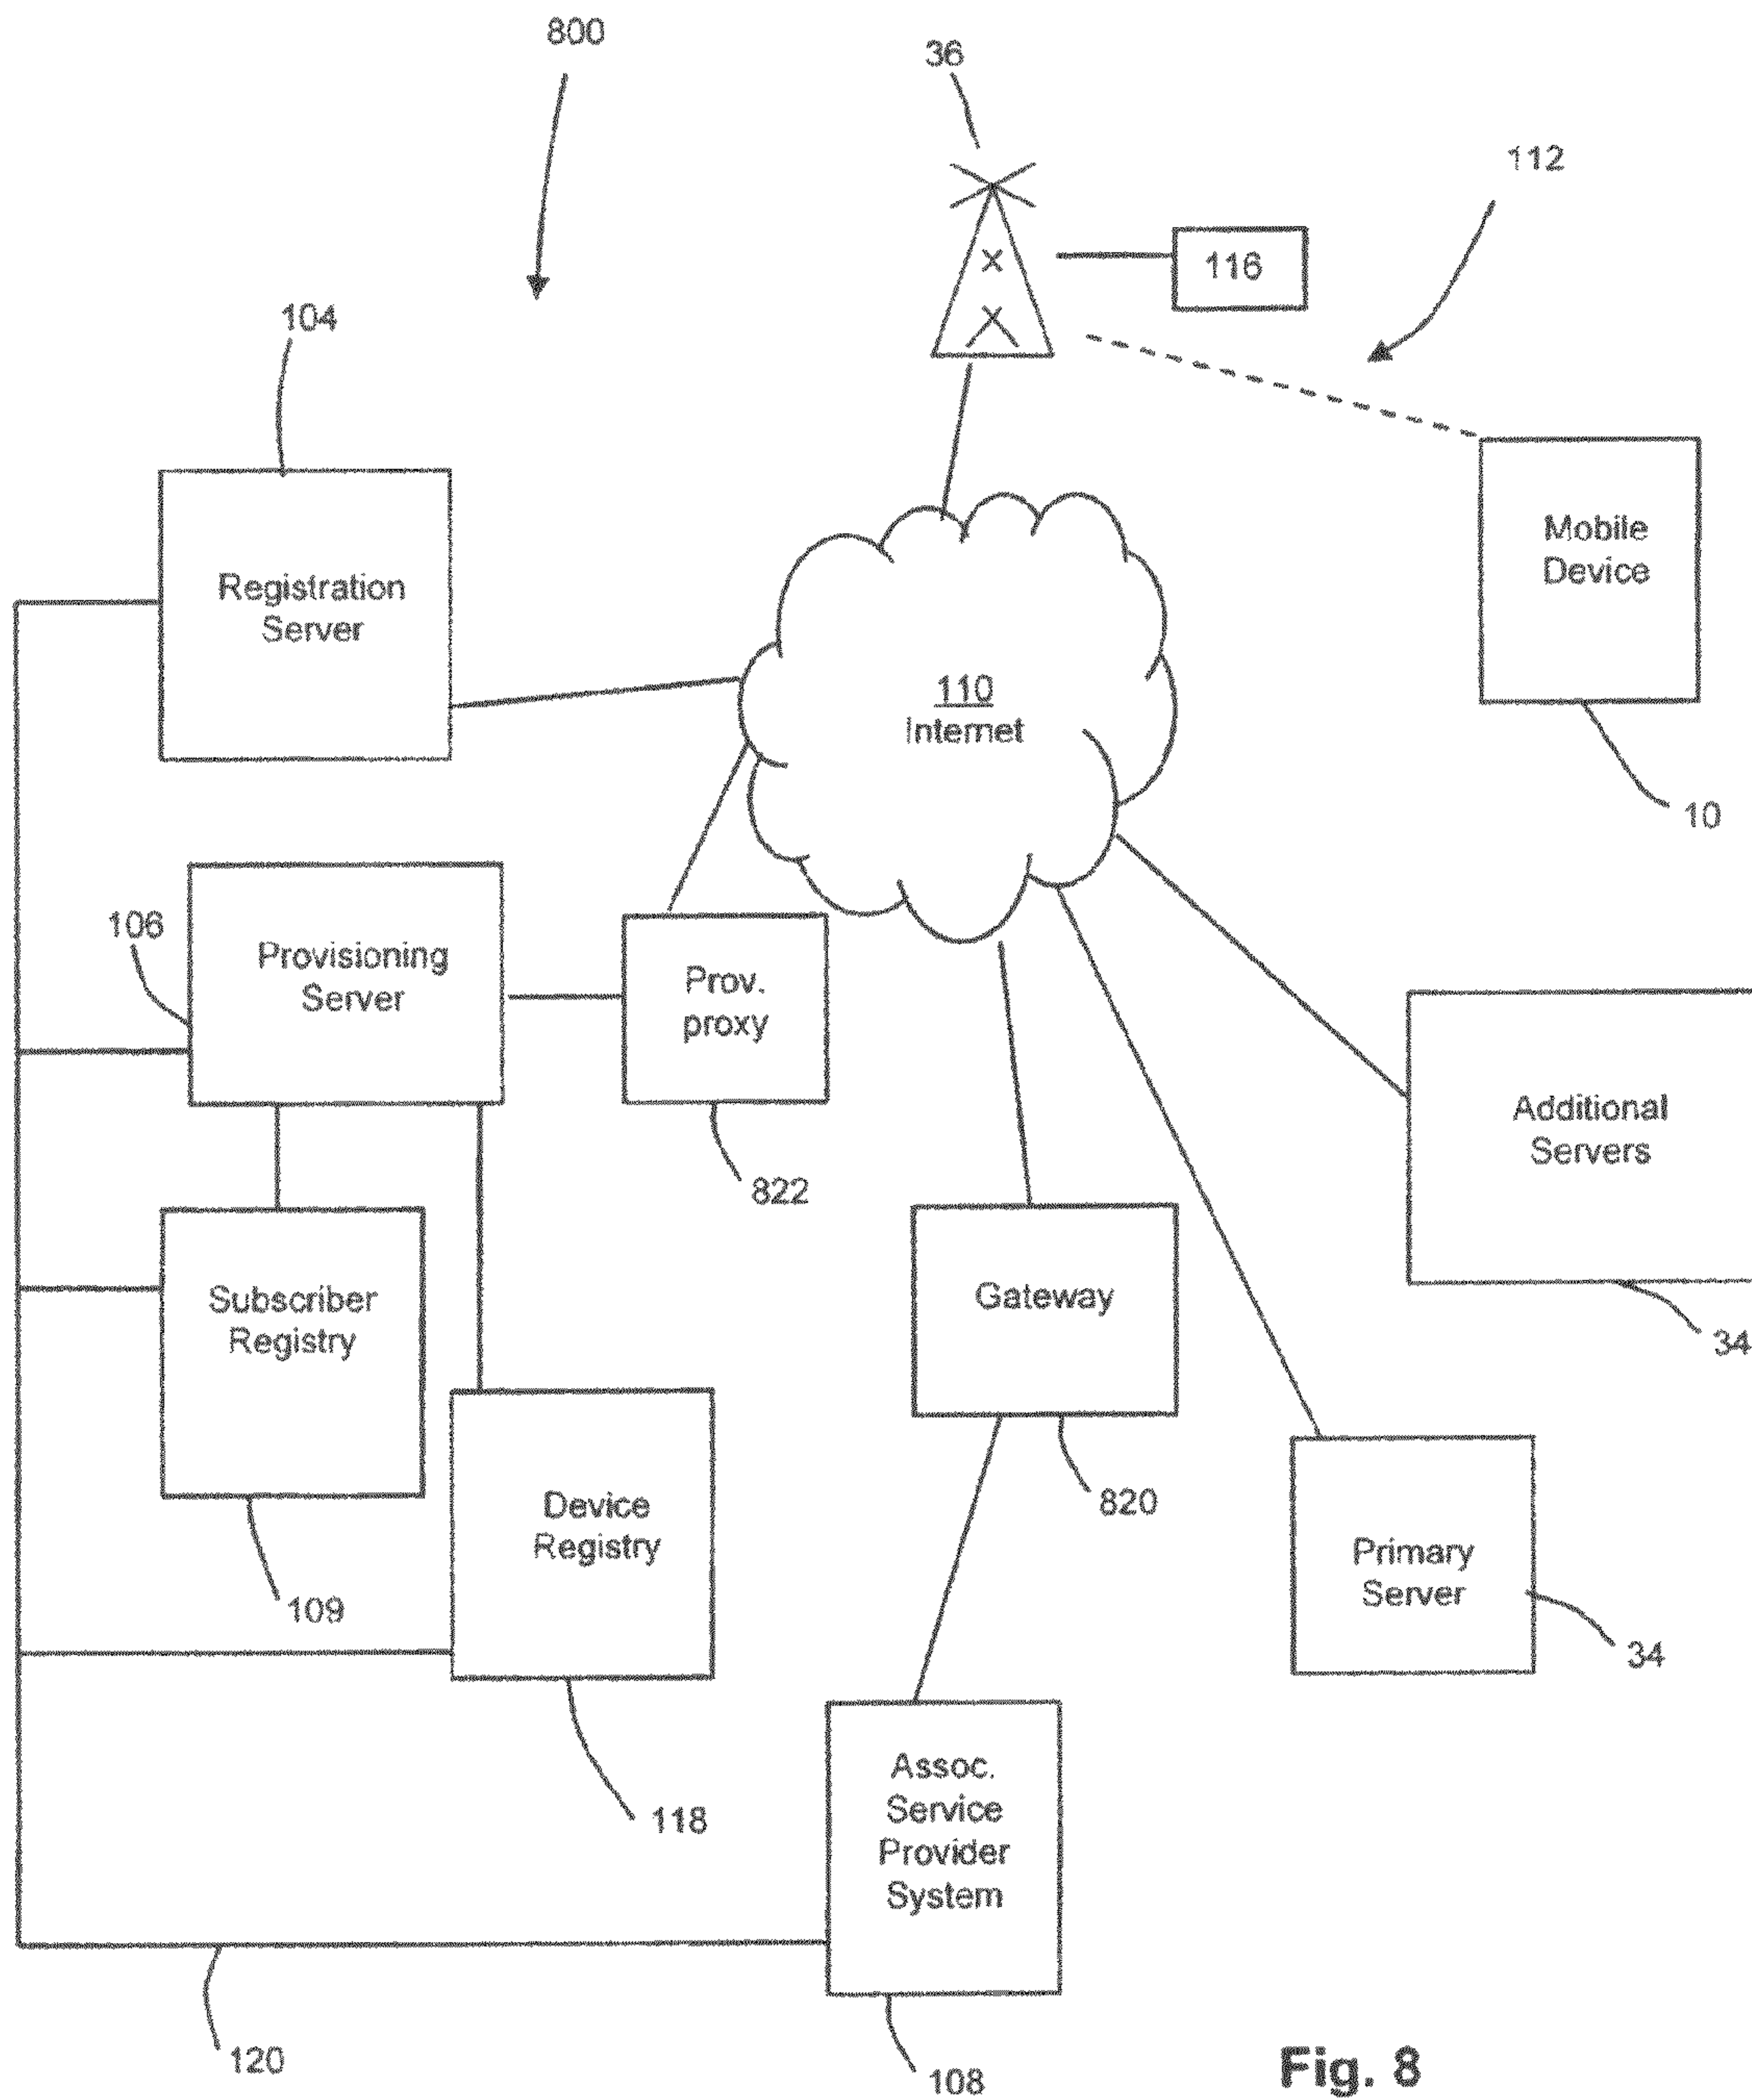 800
36
112
116
104
Registration
Server
Mobile
Device
110
Internet
10
106
Provisioning
Server
Prov.
proxy
822
Additional
Servers
34
Subscriber
Registry
109
Gateway
820
Device
Registry
118
Primary
Server
34
Assoc.
Service
Provider
System
120
108
Fig. 8